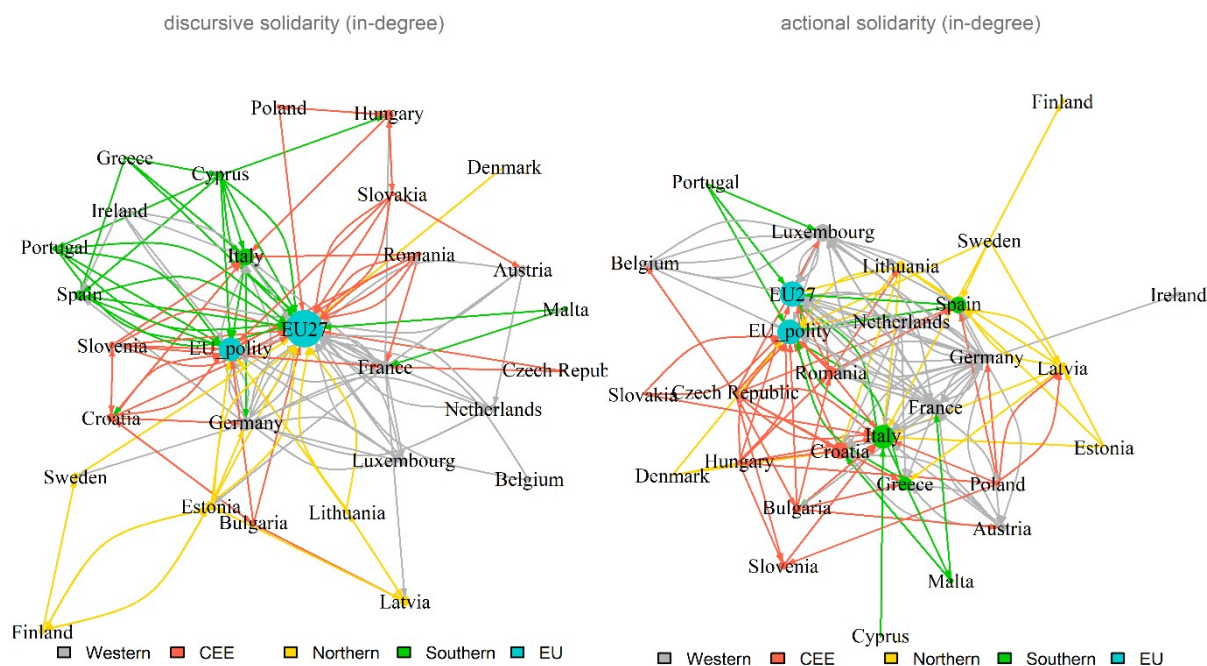 discursive solidarity (in-degree)
Poland
Hungary
Greece
Cyprus
Denmark
Ireland
Slovakia
Portugal
Italy
Romania
Austria
Spain
Malta
EU27
Slovenia
EU_polity
France
Czech Repub
Croatia
Germany
Netherlands
Luxembourg
Sweden
Belgium
Estonia
Bulgaria
Lithuania
Latvia
Finland
Western CEE Northern Southern EU
actional solidarity (in-degree)
Finland
Portugal
Luxembourg
Sweden
Belgium
Lithuania
EU27
Spain
Ireland
EU_polity
Netherlands
Germany
Romania
Latvia
Slovakia
Czech Republic
France
Italy
Croatia
Estonia
Hungary
Denmark
Greece
Poland
Bulgaria
Austria
Slovenia
Malta
Cyprus
Western CEE Northern Southern EU